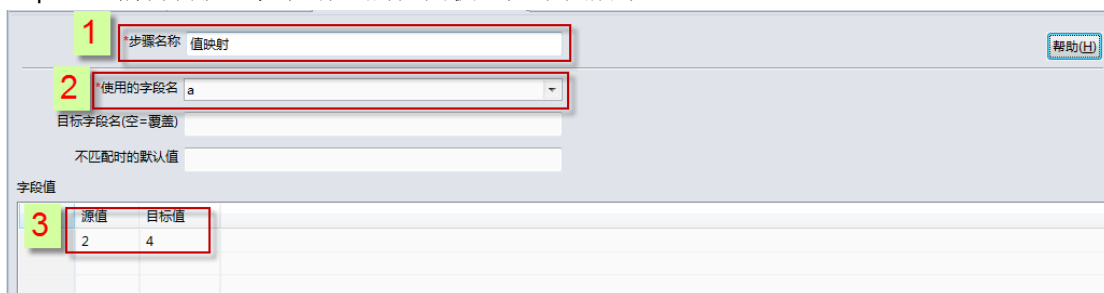 1
*步骤名称 值映射
帮助(H)
2
*使用的字段名 a
目标字段名(空=覆盖)
不匹配时的默认值
字段值
3
源值 目标值
2 4